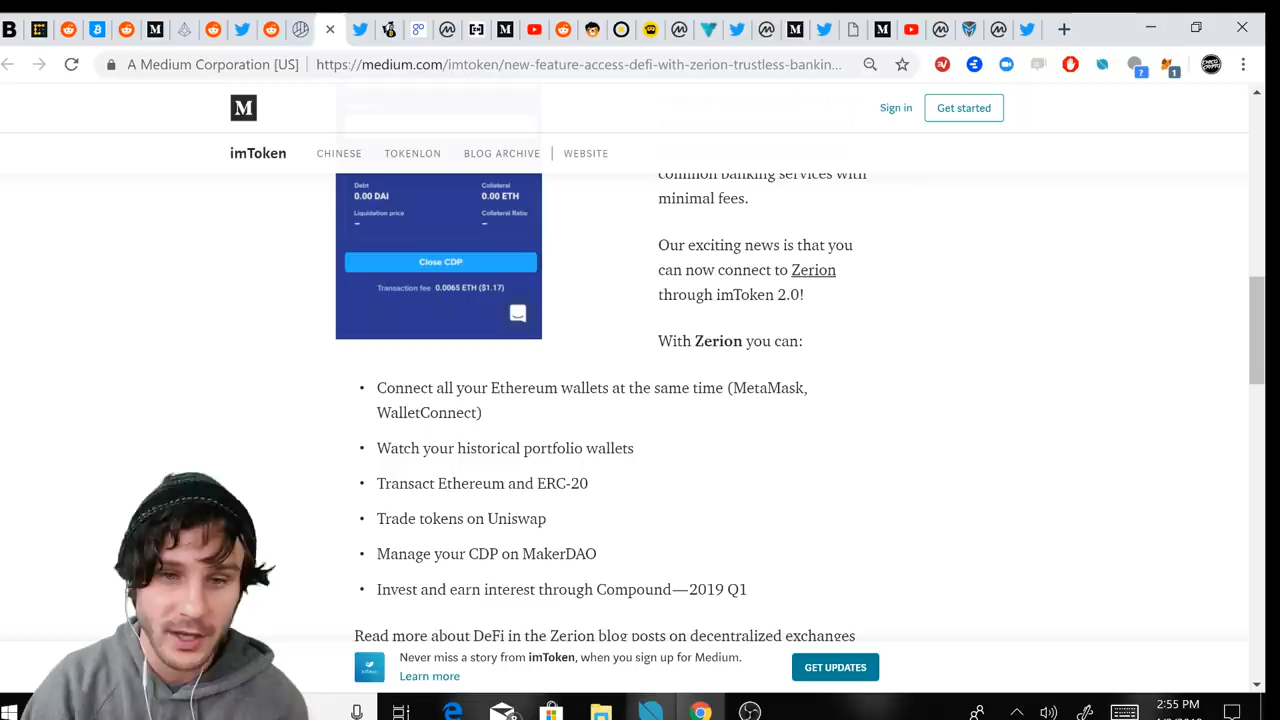 A Medium Corporation [US]
https://medium.com/imtoken/new-feature-access-defi-with-zerion-trustless-bankin...
M
Sign in
Get started
imToken
CHINESE
TOKENLON
BLOG ARCHIVE
WEBSITE
common banking services with
minimal fees.
Our exciting news is that you
can now connect to Zerion
through imToken 2.0!
With Zerion you can:
Debt
0.00 DAI
Collateral
0.00 ETH
Liquidation price
–
Collateral Ratio
–
Close CDP
Transaction fee 0.0065 ETH ($1.17)
• Connect all your Ethereum wallets at the same time (MetaMask,
WalletConnect)
• Watch your historical portfolio wallets
• Transact Ethereum and ERC-20
• Trade tokens on Uniswap
• Manage your CDP on MakerDAO
• Invest and earn interest through Compound—2019 Q1
Read more about DeFi in the Zerion blog posts on decentralized exchanges
Never miss a story from imToken, when you sign up for Medium.
Learn more
GET UPDATES
2:55 PM